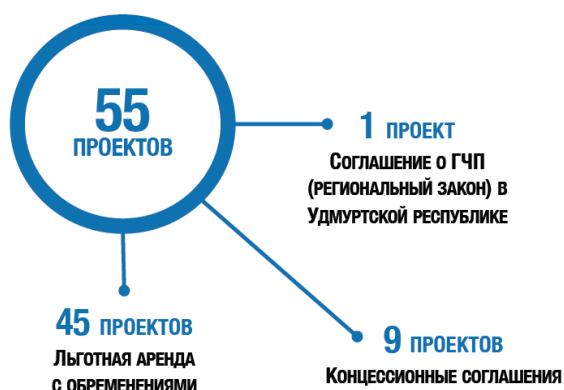 55
ПРОЕКТОВ
1 ПРОЕКТ
СОГЛАШЕНИЕ О ГЧП
(РЕГИОНАЛЬНЫЙ ЗАКОН) В
УДМУРТСКОЙ РЕСПУБЛИКЕ
45 ПРОЕКТОВ
ЛЬГОТНАЯ АРЕНДА
С ОБРЕМЕНЕНИЯМИ
9 ПРОЕКТОВ
КОНЦЕССИОННЫЕ СОГЛАШЕНИЯ